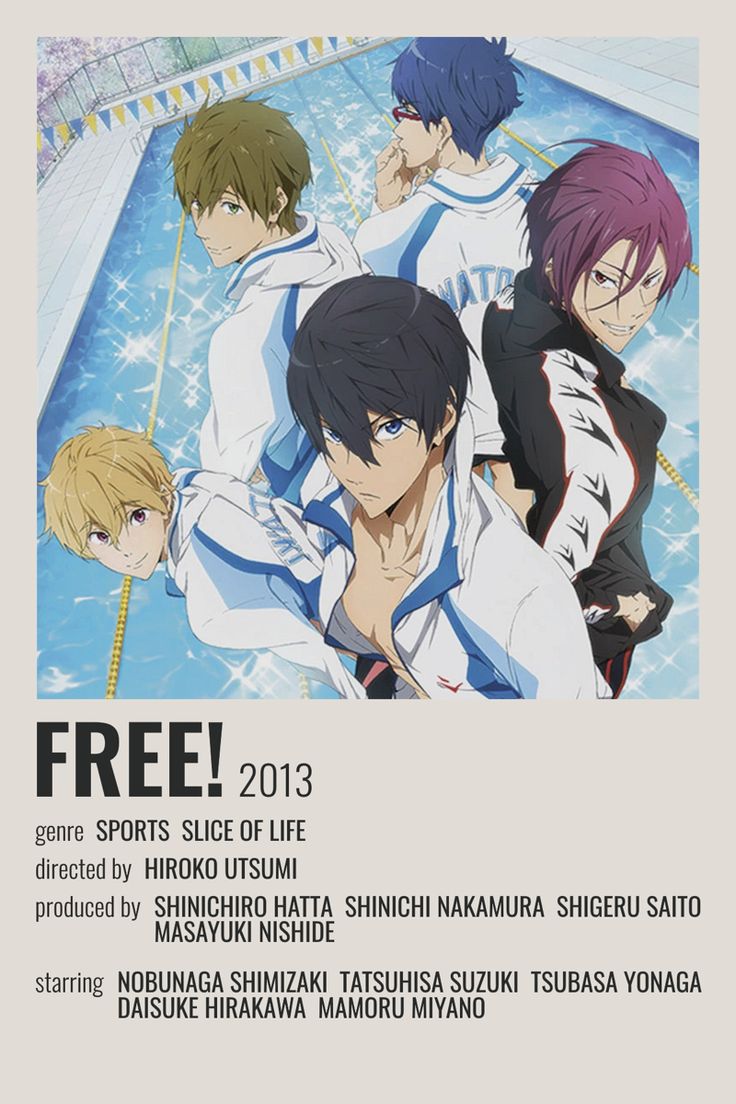 FREE! 2013
genre SPORTS SLICE OF LIFE
directed by HIROKO UTSUMI
produced by SHINICHIRO HATTA SHINICHI NAKAMURA SHIGERU SAITO
MASAYUKI NISHIDE
starring NOBUNAGA SHIMIZAKI TATSUHISA SUZUKI TSUBASA YONAGA
DAISUKE HIRAKAWA MAMORU MIYANO